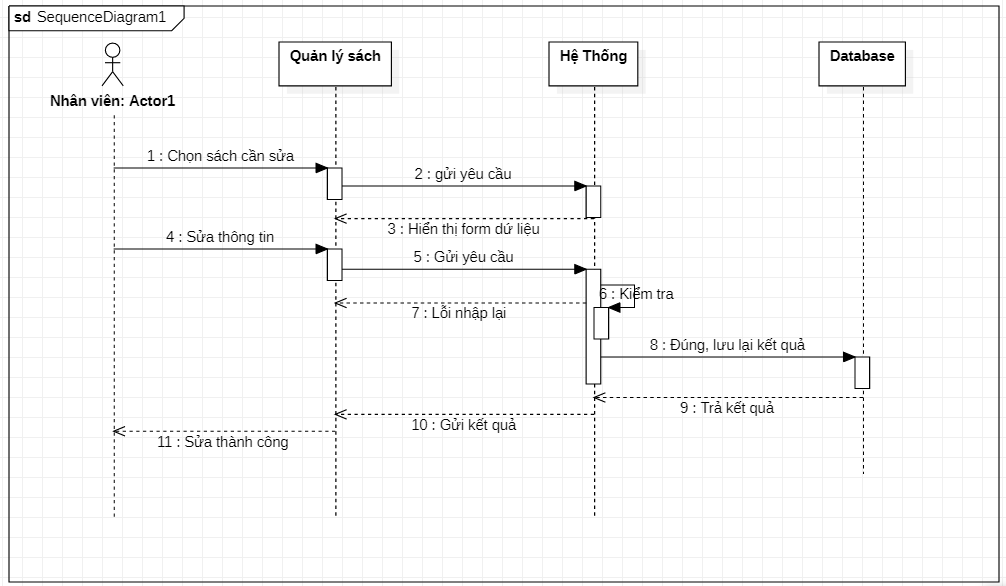 sd SequenceDiagram1
Nhân viên: Actor1
Quản lý sách
Hệ Thống
Database
1 : Chọn sách cần sửa
2 : gửi yêu cầu
3 : Hiển thị form dứ liệu
4 : Sửa thông tin
5 : Gửi yêu cầu
6 : Kiểm tra
7 : Lỗi nhập lại
8 : Đúng, lưu lại kết quả
9 : Trả kết quả
10 : Gửi kết quả
11 : Sửa thành công